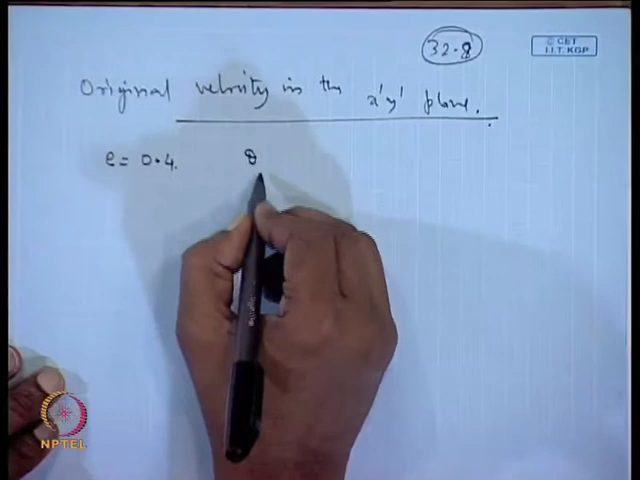 32-8
© CET
I.I.T. KGP
Original velocity in the x'y' plane.
e = 0.4. θ
NPTEL